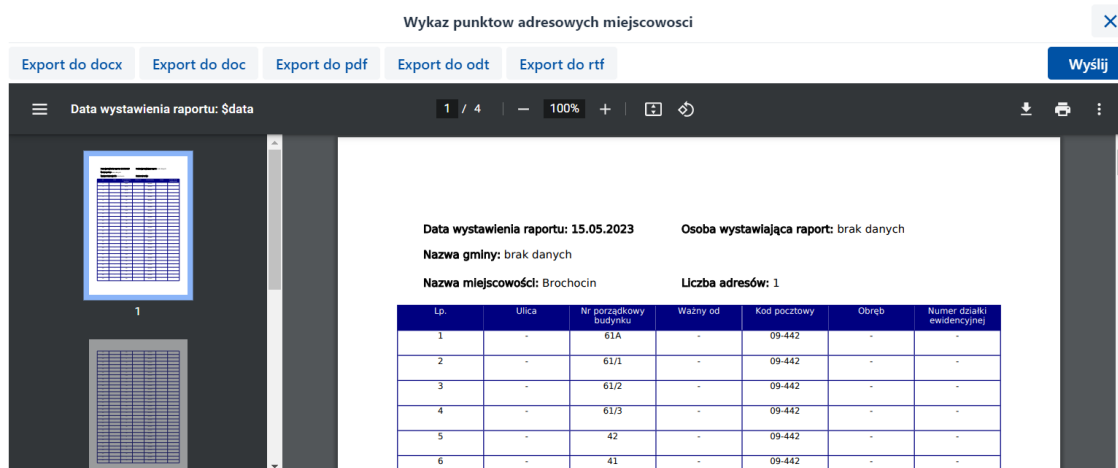 Wykaz punktow adresowych miejscowosci
Export do docx Export do doc Export do pdf Export do odt Export do rtf Wyślij
Data wystawienia raportu: $data 1 / 4 100%
1
Data wystawienia raportu: 15.05.2023 Osoba wystawiająca raport: brak danych
Nazwa gminy: brak danych
Nazwa miejscowości: Brochocin Liczba adresów: 1
Lp. Ulica Nr porządkowy budynku Ważny od Kod pocztowy Obręb Numer działki ewidencyjnej
1 - 61A - 09-442 - -
2 - 61/1 - 09-442 - -
3 - 61/2 - 09-442 - -
4 - 61/3 - 09-442 - -
5 - 42 - 09-442 - -
6 - 41 - 09-442 - -